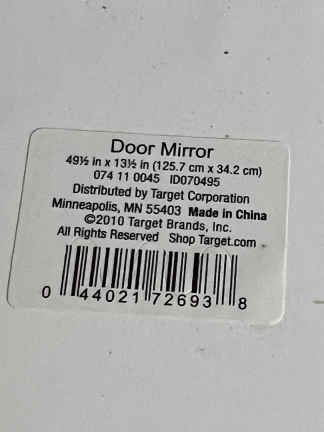 Door Mirror
49½ in x 13½ in (125.7 cm x 34.2 cm)
074 11 0045 ID070495
Distributed by Target Corporation
Minneapolis, MN 55403 Made in China
©2010 Target Brands, Inc.
All Rights Reserved Shop Target.com
0 44021 72693 8